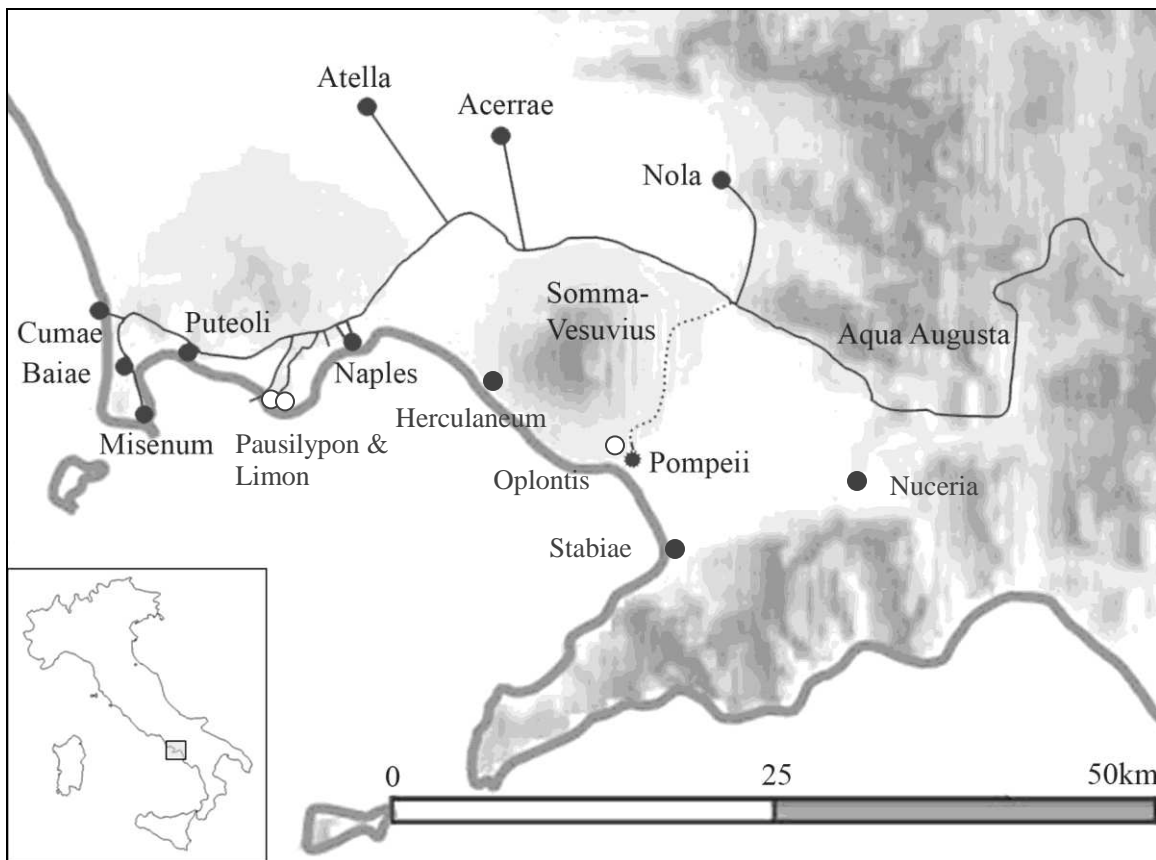 Atella
Acerrae
Nola
Somma-
Vesuvius
Cumae
Puteoli
Aqua Augusta
Baiae
Naples
Herculaneum
Misenum
Pausilypon &
Limon
Oplontis
Pompeii
Nuceria
Stabiae
0
25
50km